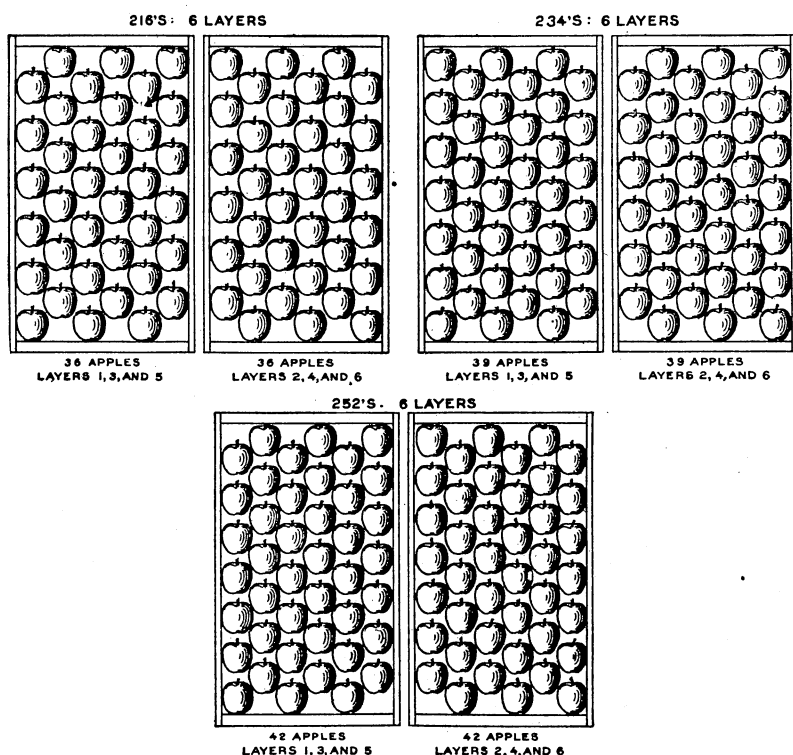 216'S: 6 LAYERS
234'S: 6 LAYERS
36 APPLES
LAYERS 1, 3, AND 5
36 APPLES
LAYERS 2, 4, AND 6
39 APPLES
LAYERS 1, 3, AND 5
39 APPLES
LAYERS 2, 4, AND 6
252'S. 6 LAYERS
42 APPLES
LAYERS 1, 3, AND 5
42 APPLES
LAYERS 2, 4, AND 6